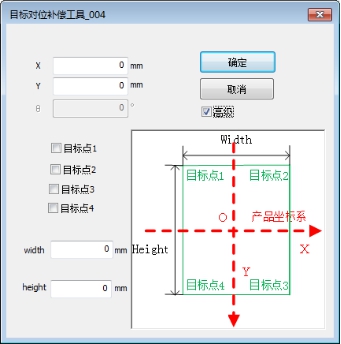 目标对位补偿工具_004
X 0 mm
Y 0 mm
θ 0 °
确定
取消
高级
目标点1
目标点2
目标点3
目标点4
width 0 mm
height 0 mm
Width
目标点1 目标点2
O 产品坐标系
Height
X
Y
目标点4 目标点3